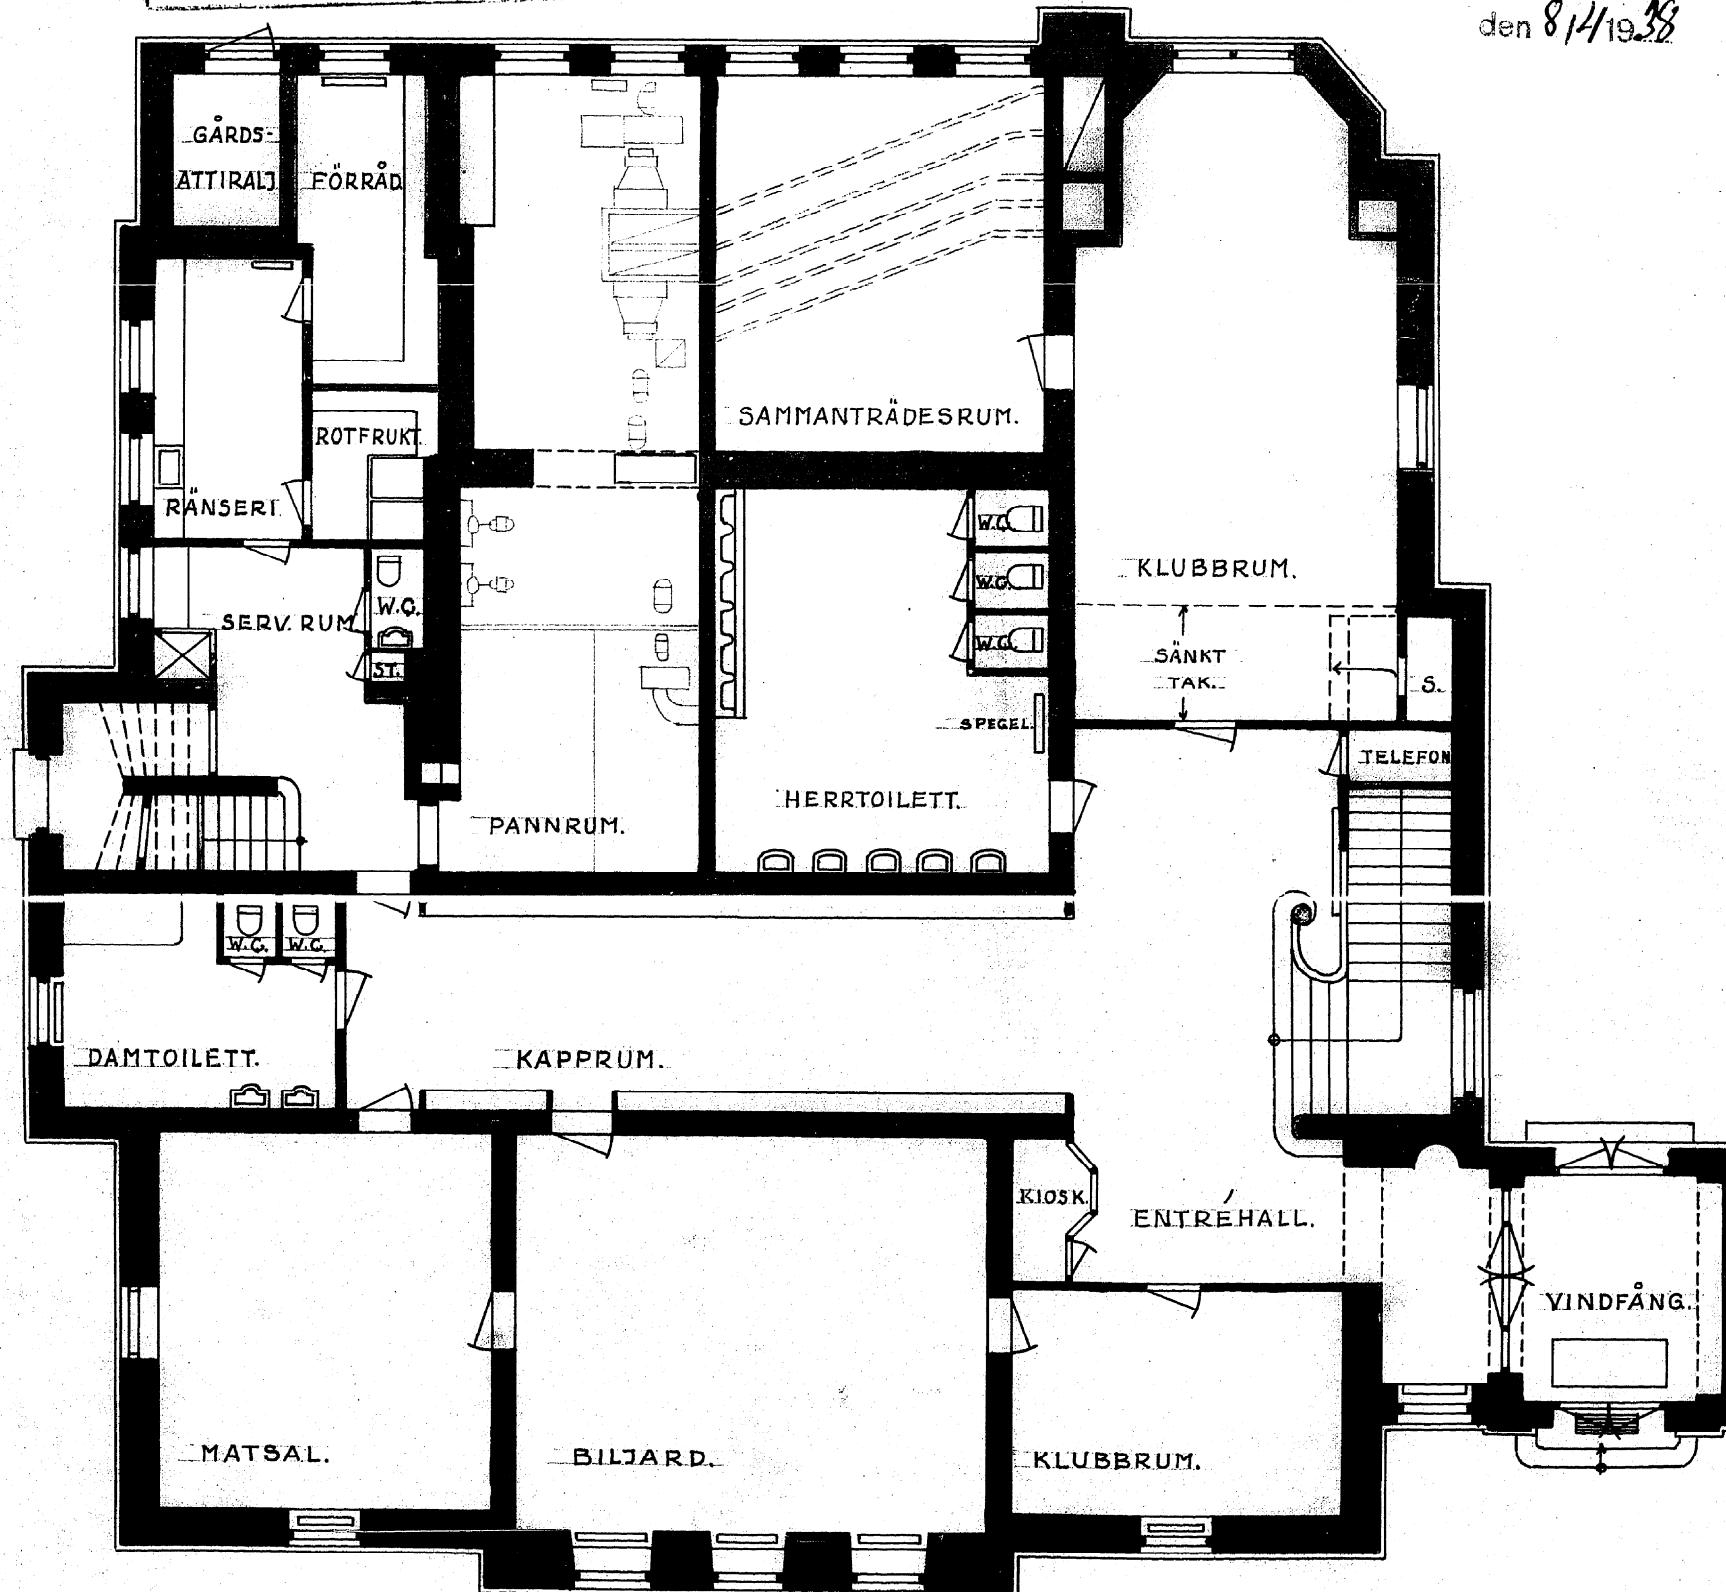 den 8/4 1938
GÅRDS-
ATTIRALJ
FÖRRÅD
SAMMANTRÄDESRUM.
ROTFRUKT.
RÄNSERI
W.C.
W.C.
W.C.
KLUBBRUM.
SERV. RUM
W.C.
ST.
SÄNKT
TAK.
S.
SPEGEL.
TELEFON
HERRTOILETT.
PANNRUM.
W.C.
W.C.
DAMTOILETT.
KAPPRUM.
KIOSK.
ENTRÉHALL.
VINDFÅNG.
MATSAL.
BILJARD.
KLUBBRUM.